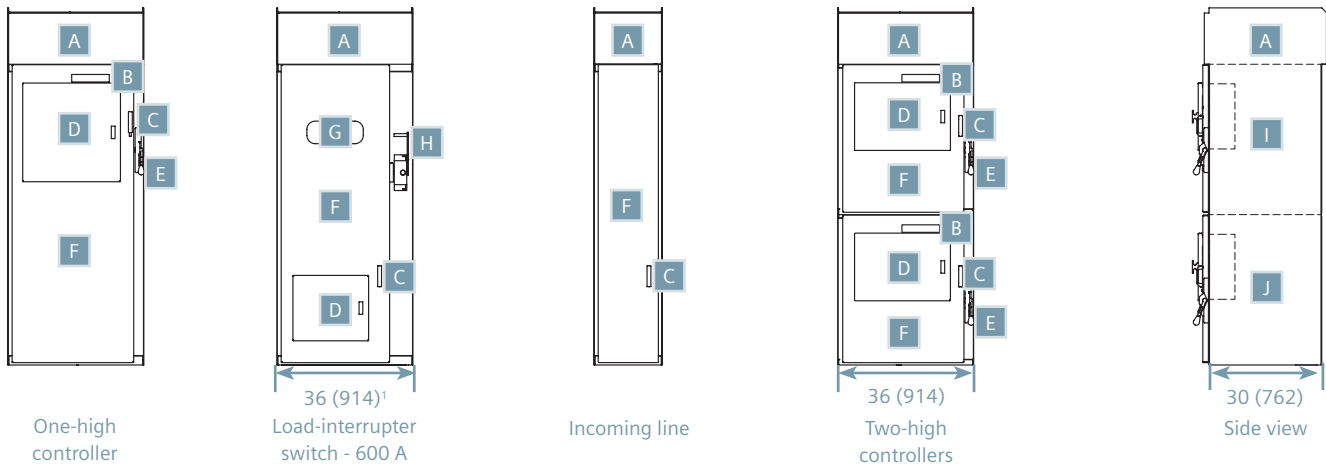 A
A
A
A
A
B
D
C
E
F
G
H
F
C
D
F
C
B
D
C
F
E
B
D
C
F
E
I
J
36 (914)¹
36 (914)
30 (762)
One-high
controller
Load-interrupter
switch - 600 A
Incoming line
Two-high
controllers
Side view